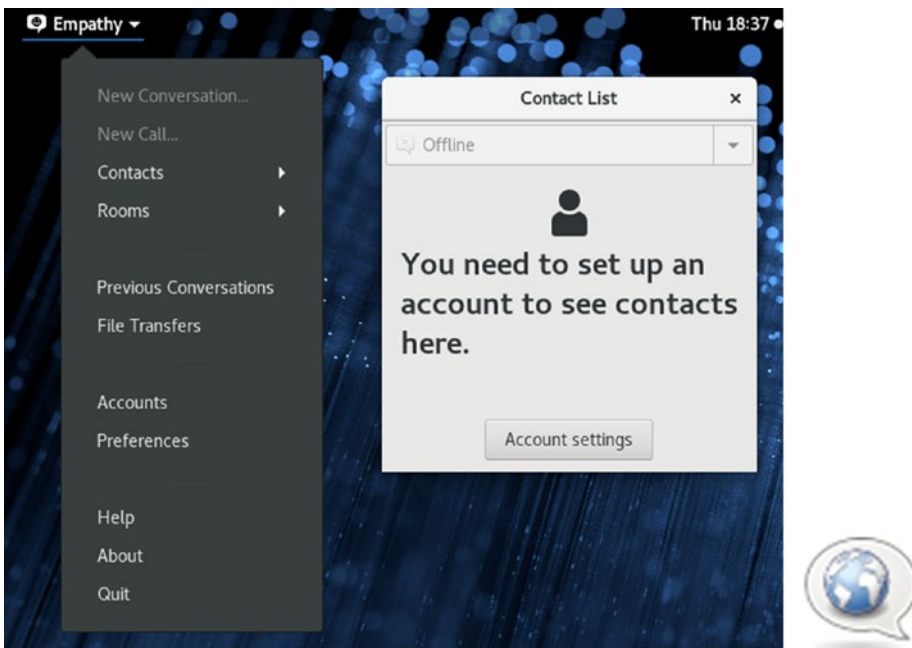 Empathy
Thu 18:37
New Conversation...
New Call...
Contacts
Rooms
Previous Conversations
File Transfers
Accounts
Preferences
Help
About
Quit
Contact List
Offline
You need to set up an
account to see contacts
here.
Account settings